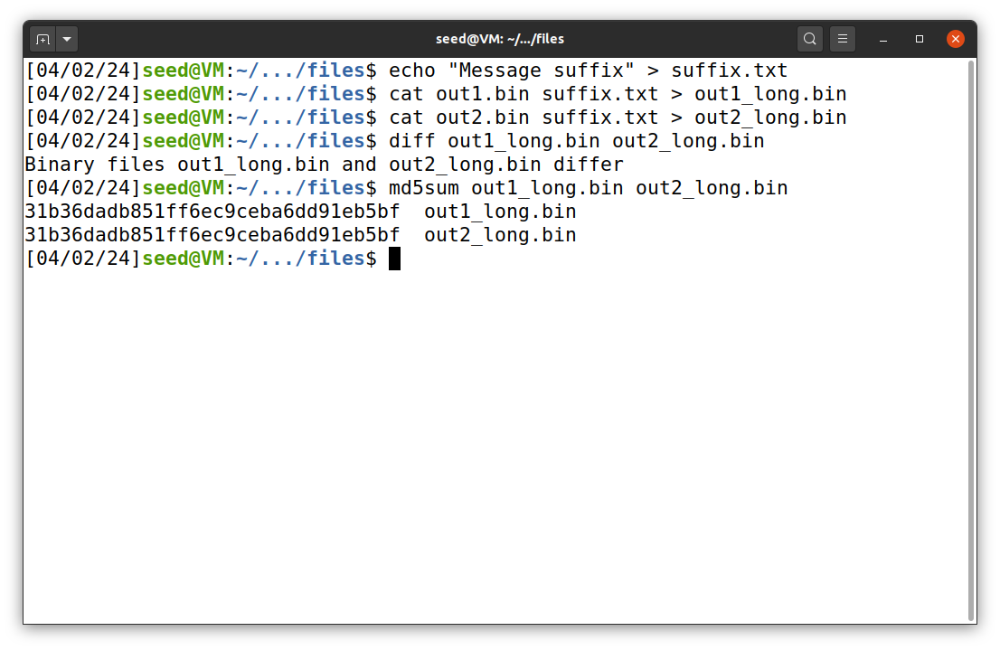 seed@VM: ~/.../files
[04/02/24]seed@VM:~/.../files$ echo "Message suffix" > suffix.txt
[04/02/24]seed@VM:~/.../files$ cat out1.bin suffix.txt > out1_long.bin
[04/02/24]seed@VM:~/.../files$ cat out2.bin suffix.txt > out2_long.bin
[04/02/24]seed@VM:~/.../files$ diff out1_long.bin out2_long.bin
Binary files out1_long.bin and out2_long.bin differ
[04/02/24]seed@VM:~/.../files$ md5sum out1_long.bin out2_long.bin
31b36dadb851ff6ec9ceba6dd91eb5bf  out1_long.bin
31b36dadb851ff6ec9ceba6dd91eb5bf  out2_long.bin
[04/02/24]seed@VM:~/.../files$